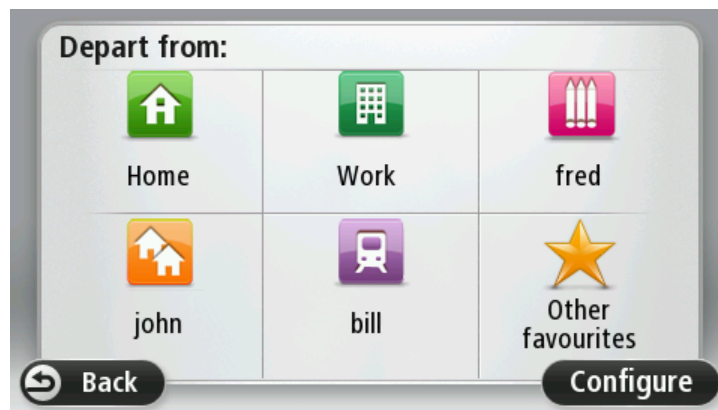 Depart from:
Home
Work
fred
john
bill
Other
favourites
Back
Configure